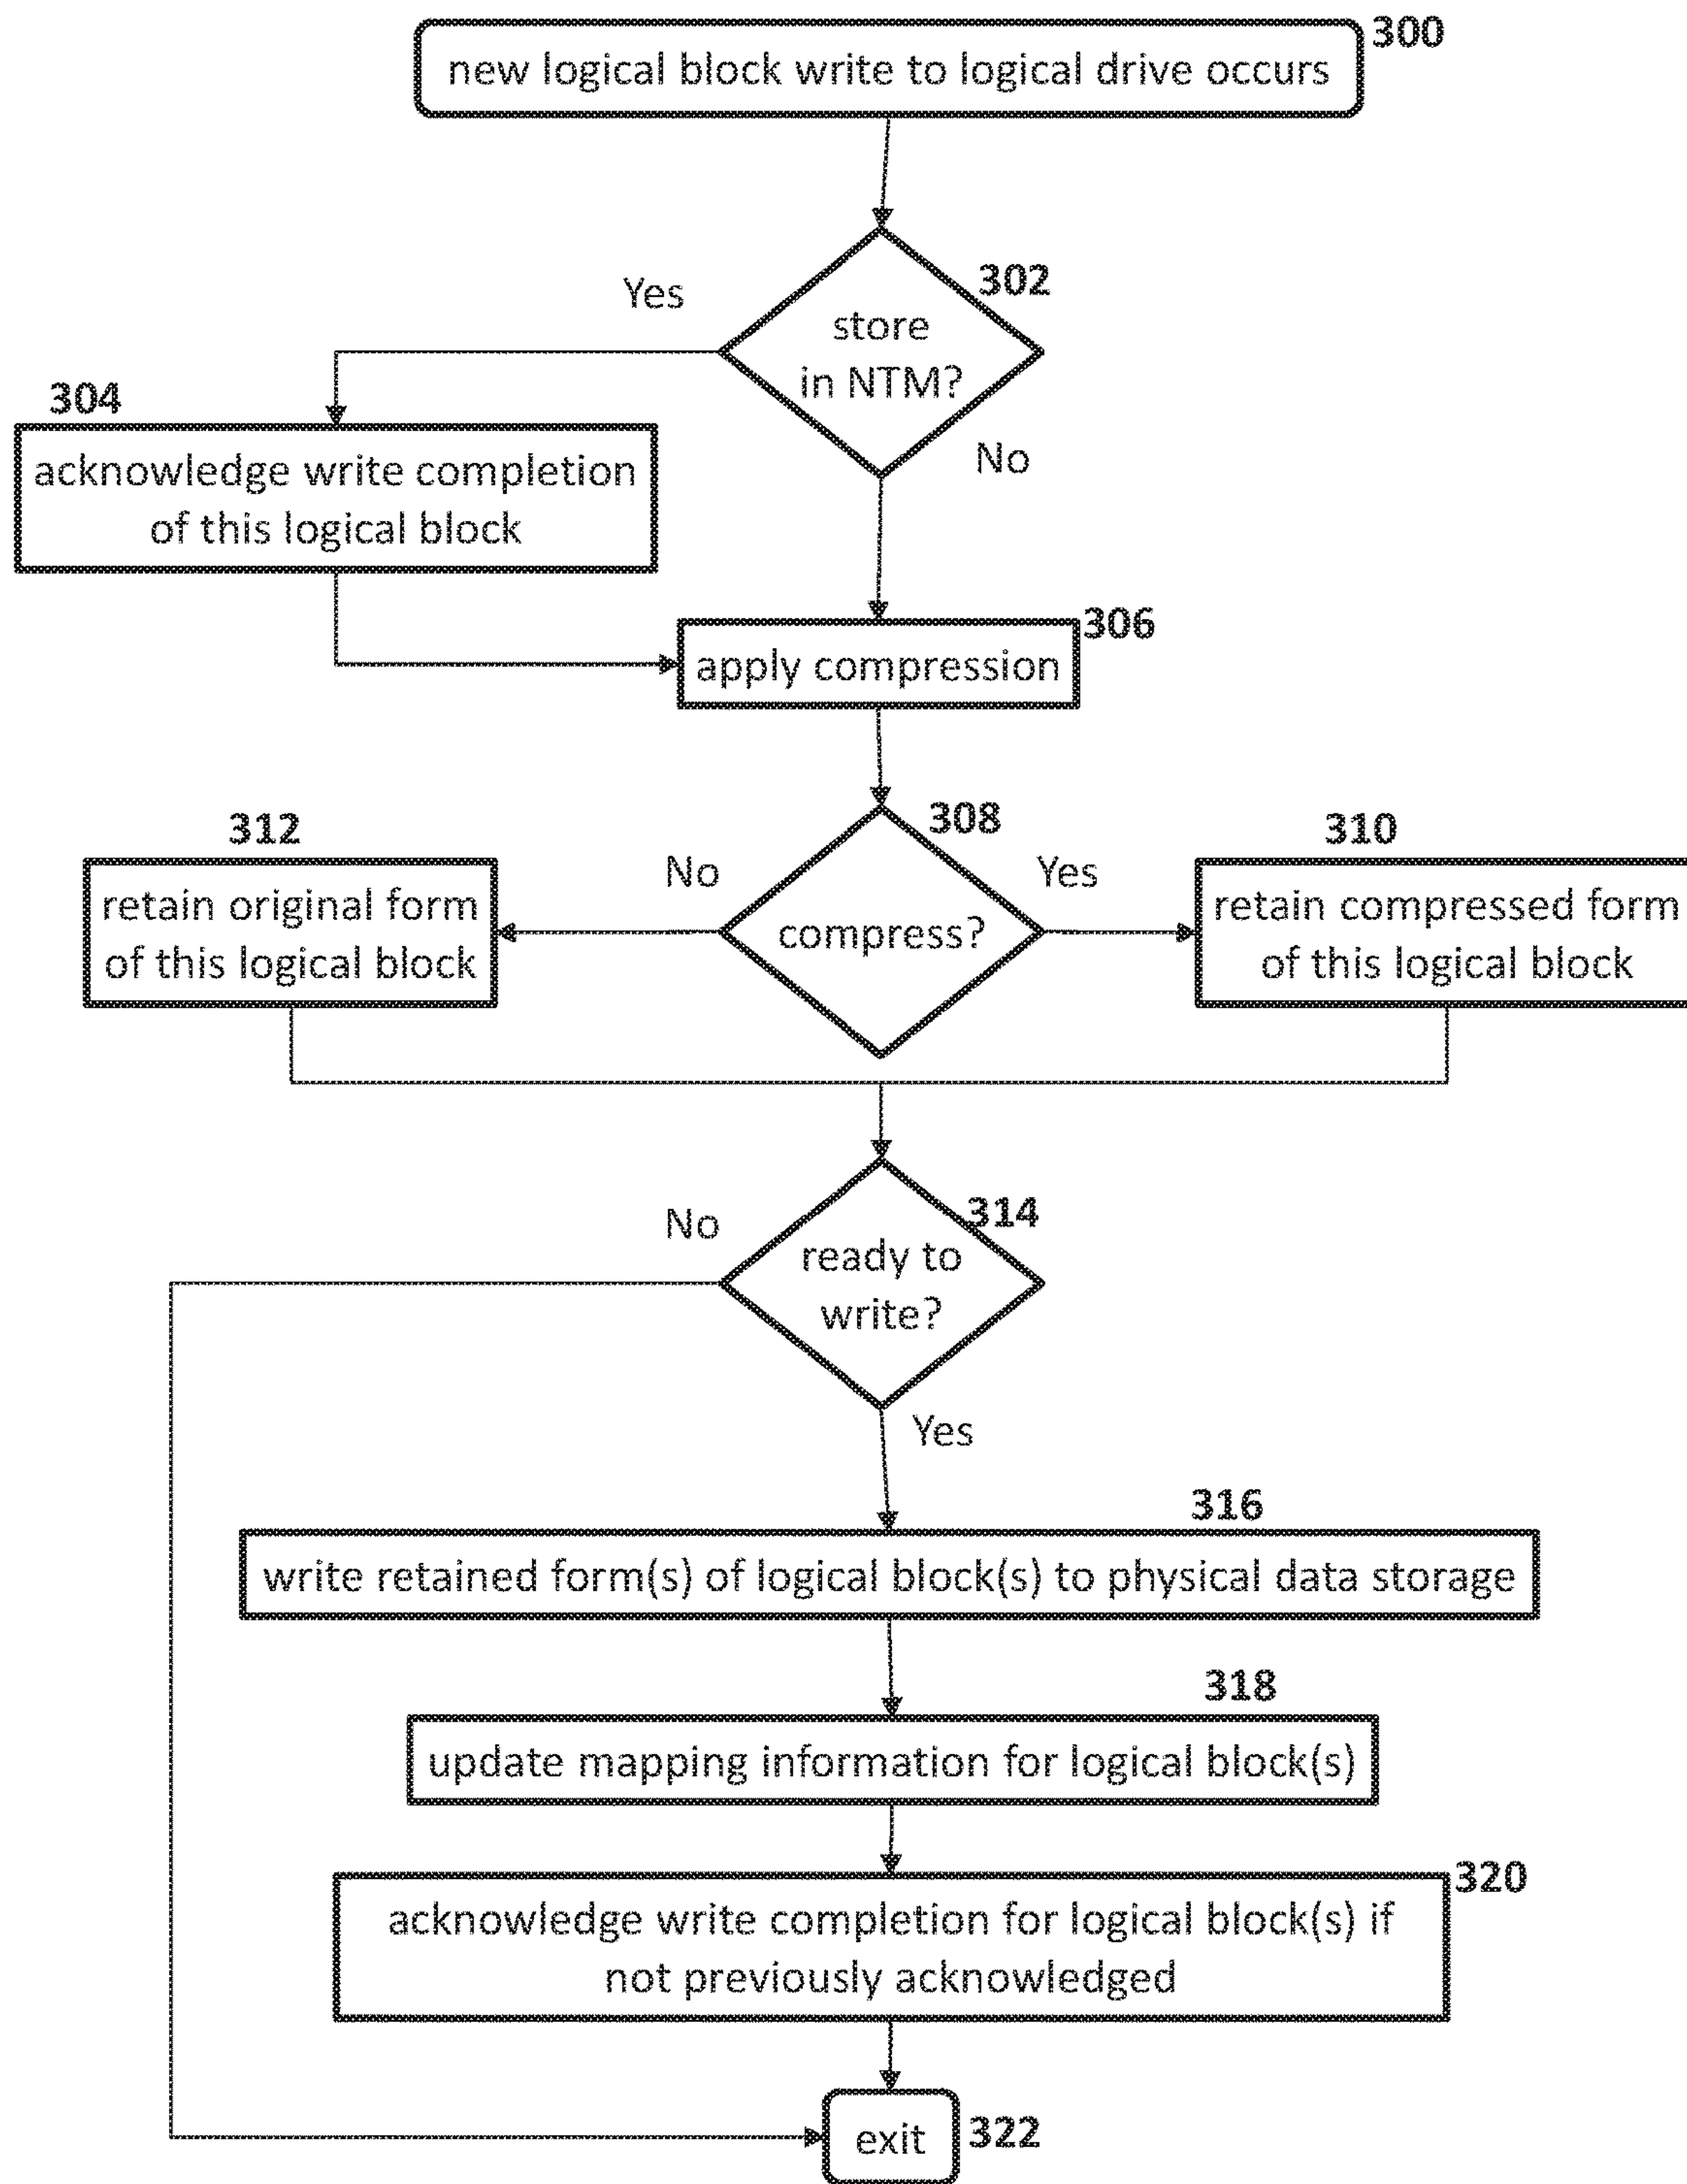 300
new logical block write to logical drive occurs
302
Yes
store
in NTM?
304
No
acknowledge write completion
of this logical block
306
apply compression
308
312
310
No
Yes
retain original form
of this logical block
compress?
retain compressed form
of this logical block
314
No
ready to
write?
Yes
316
write retained form(s) of logical block(s) to physical data storage
318
update mapping information for logical block(s)
320
acknowledge write completion for logical block(s) if
not previously acknowledged
exit
322